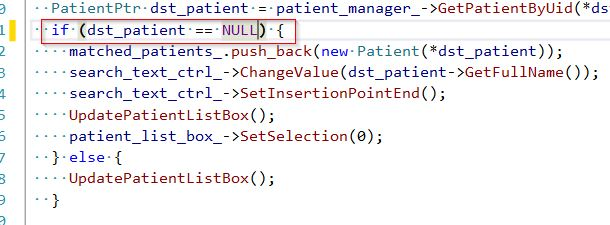 PatientPtr dst_patient = patient_manager_->GetPatientByUid(*ds
if (dst_patient == NULL) {
matched_patients_.push_back(new Patient(*dst_patient));
search_text_ctrl_->ChangeValue(dst_patient->GetFullName());
search_text_ctrl_->SetInsertionPointEnd();
UpdatePatientListBox();
patient_list_box_->SetSelection(0);
} else {
UpdatePatientListBox();
}